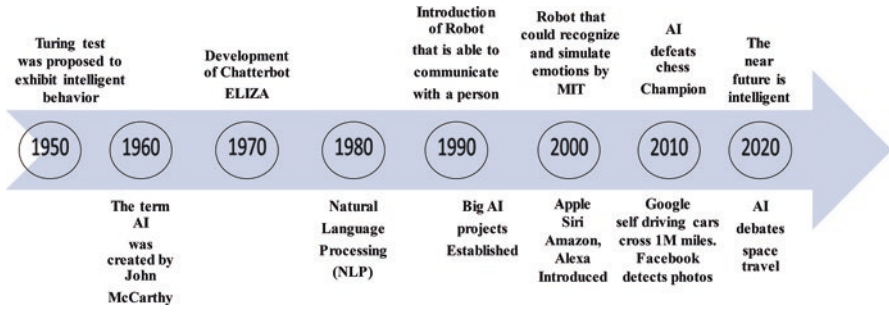 Turing test
was proposed to
exhibit intelligent
behavior
Development
of Chatterbot
ELIZA
Introduction
of Robot
that is able to
communicate
with a person
Robot that
could recognize
and simulate
emotions by
MIT
AI
defeats
chess
Champion
The
near
future is
intelligent
1950
1960
1970
1980
1990
2000
2010
2020
The term
AI
was
created by
John
McCarthy
Natural
Language
Processing
(NLP)
Big AI
projects
Established
Apple
Siri
Amazon,
Alexa
Introduced
Google
self driving cars
cross 1M miles.
Facebook
detects photos
AI
debates
space
travel